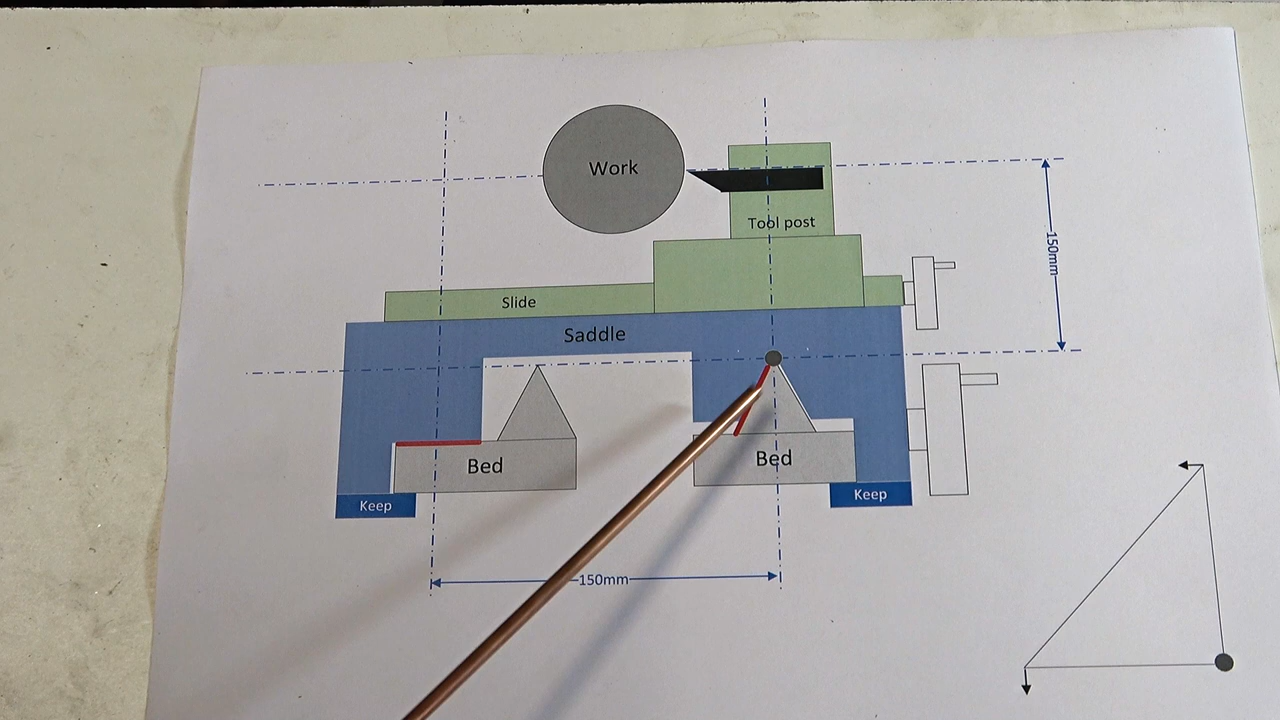 Work
Tool post
150mm
Slide
Saddle
Bed
Bed
Keep
Keep
150mm